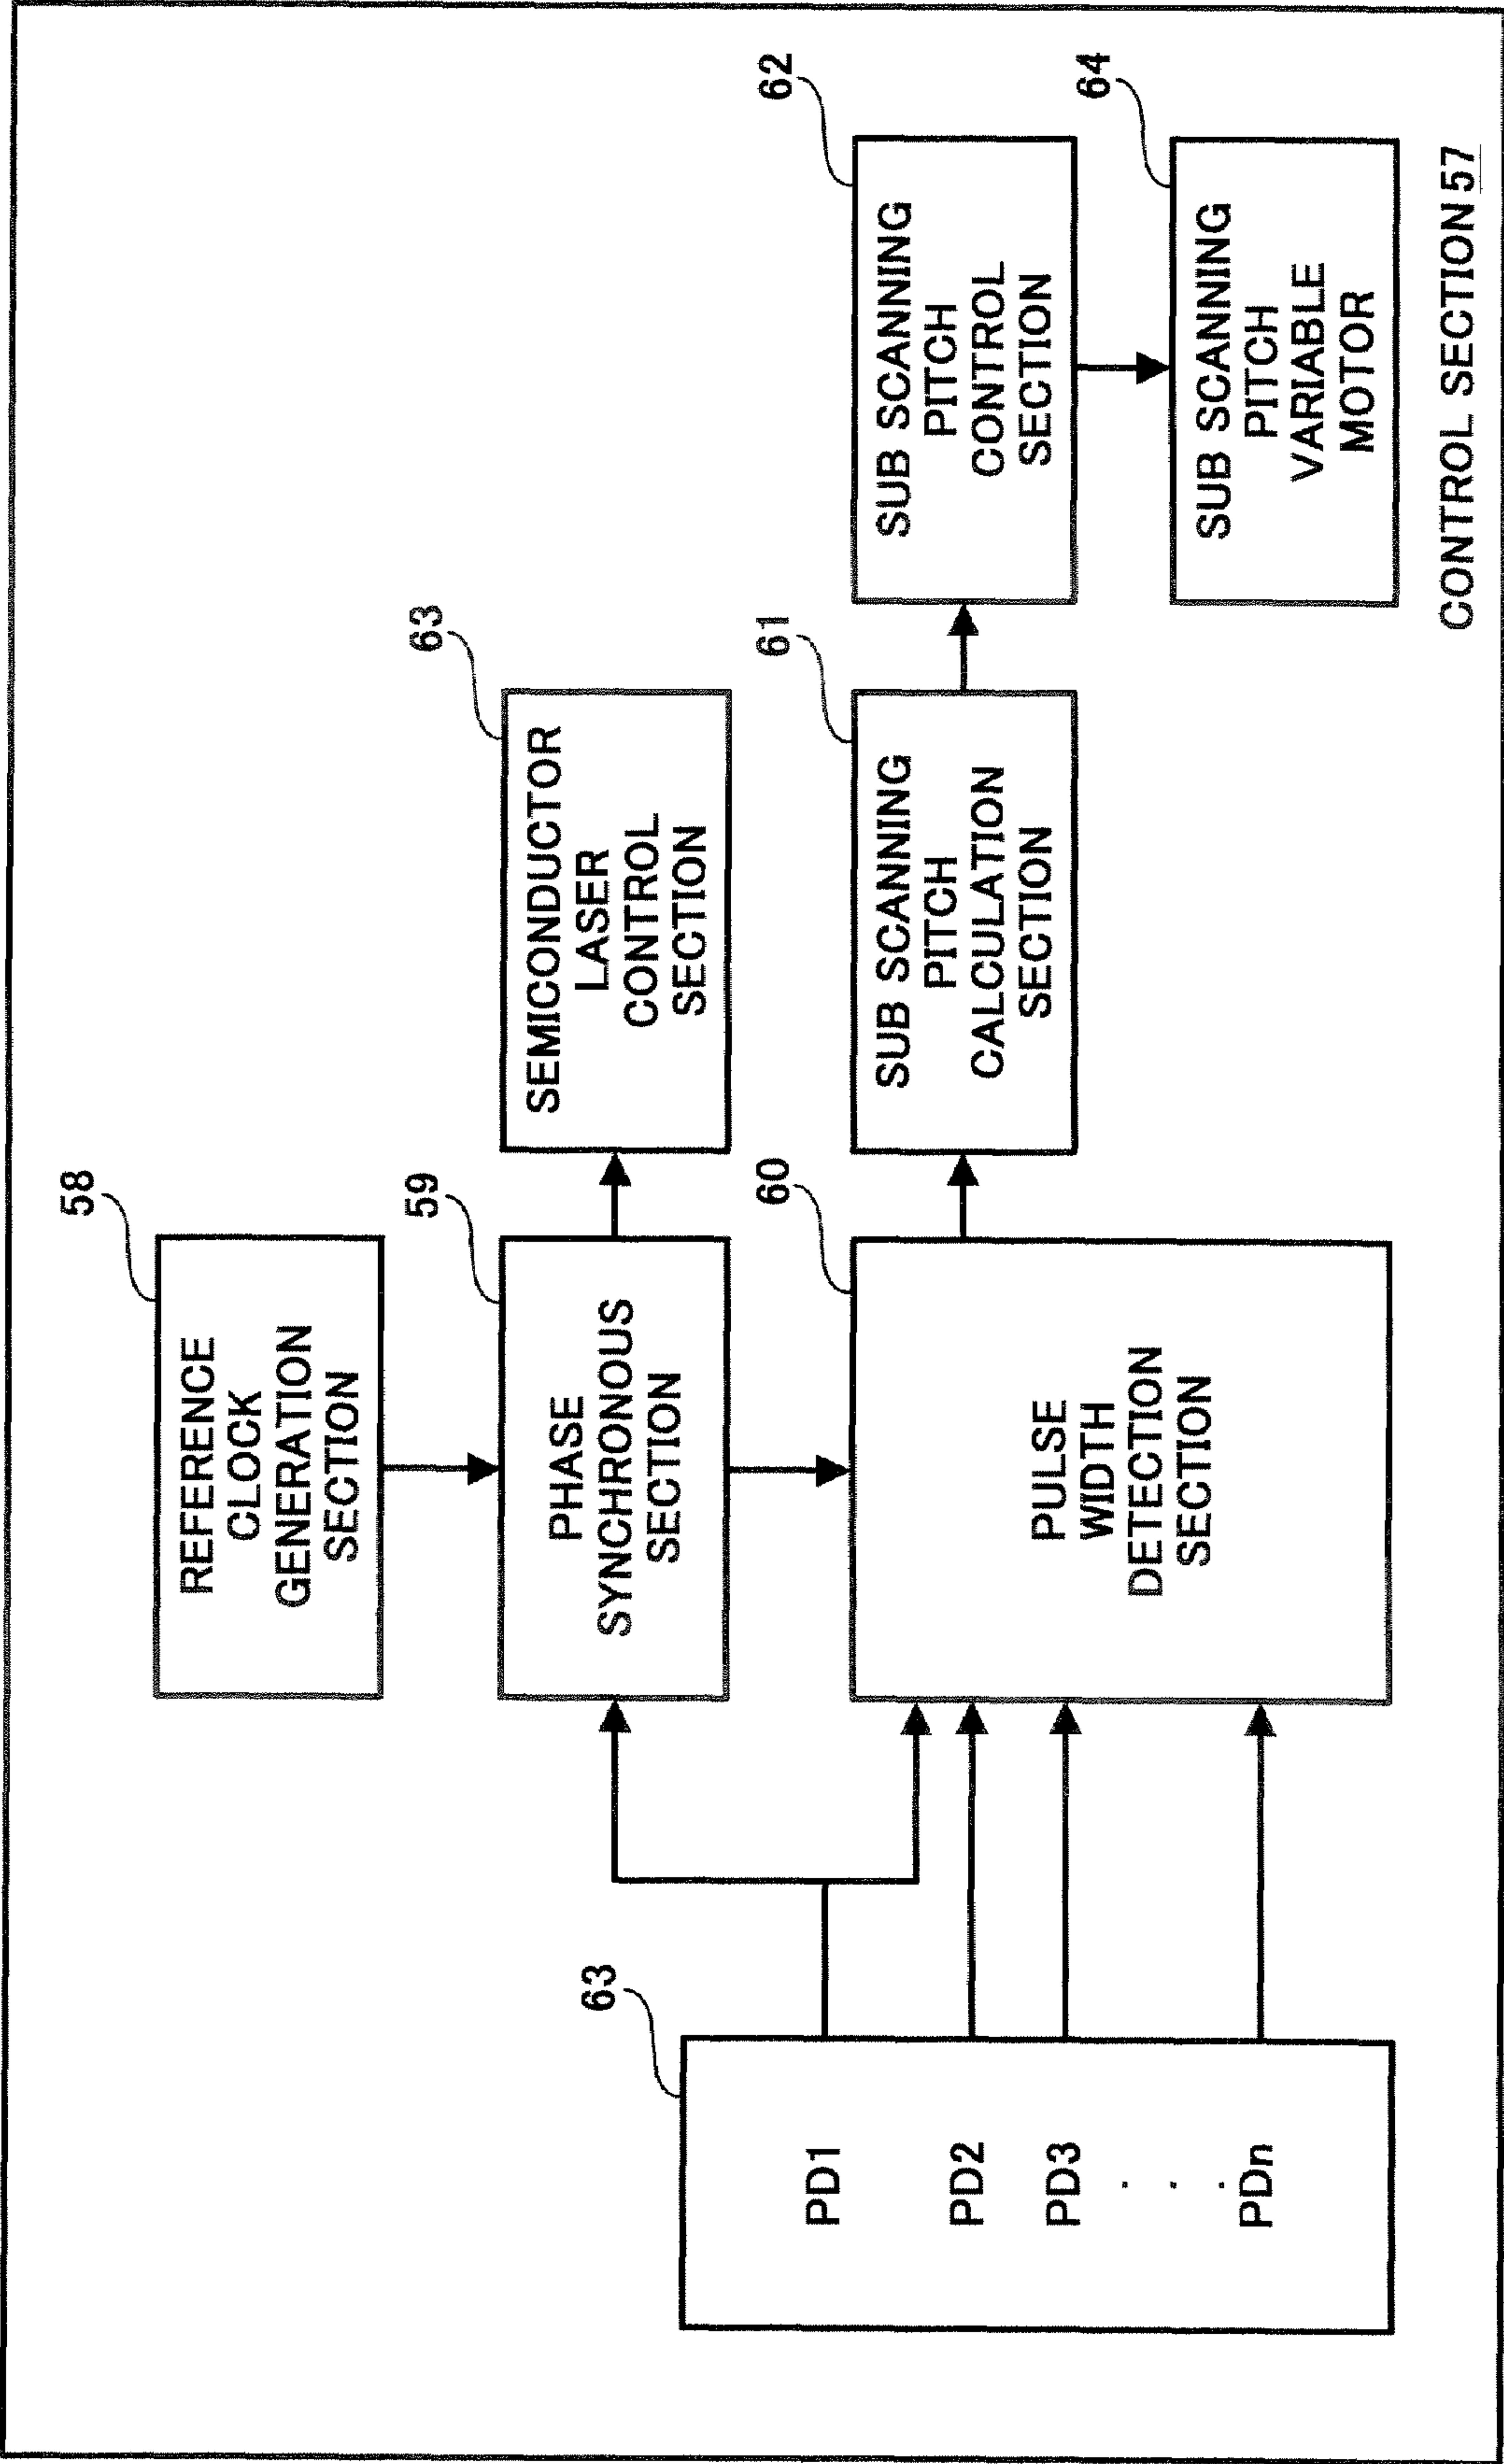 58
REFERENCE
CLOCK
GENERATION
SECTION
59
PHASE
SYNCHRONOUS
SECTION
63
SEMICONDUCTOR
LASER
CONTROL
SECTION
63
PD1
PD2
PD3
.
.
.
PDn
60
PULSE
WIDTH
DETECTION
SECTION
61
SUB SCANNING
PITCH
CALCULATION
SECTION
62
SUB SCANNING
PITCH
CONTROL
SECTION
64
SUB SCANNING
PITCH
VARIABLE
MOTOR
CONTROL SECTION 57